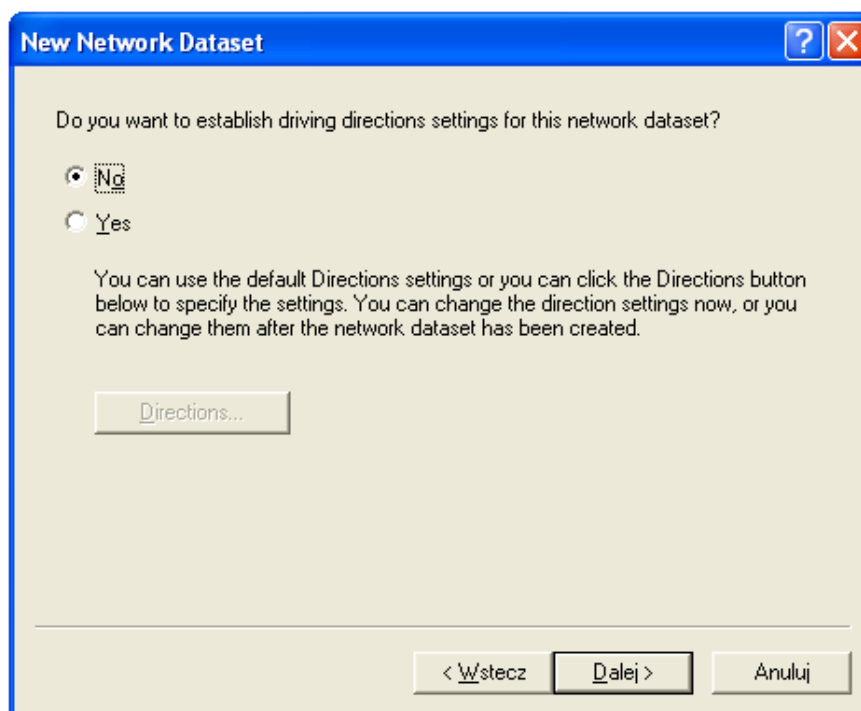 New Network Dataset
Do you want to establish driving directions settings for this network dataset?
No
Yes
You can use the default Directions settings or you can click the Directions button
below to specify the settings. You can change the direction settings now, or you
can change them after the network dataset has been created.
Directions...
< Wstecz Dalej > Anuluj